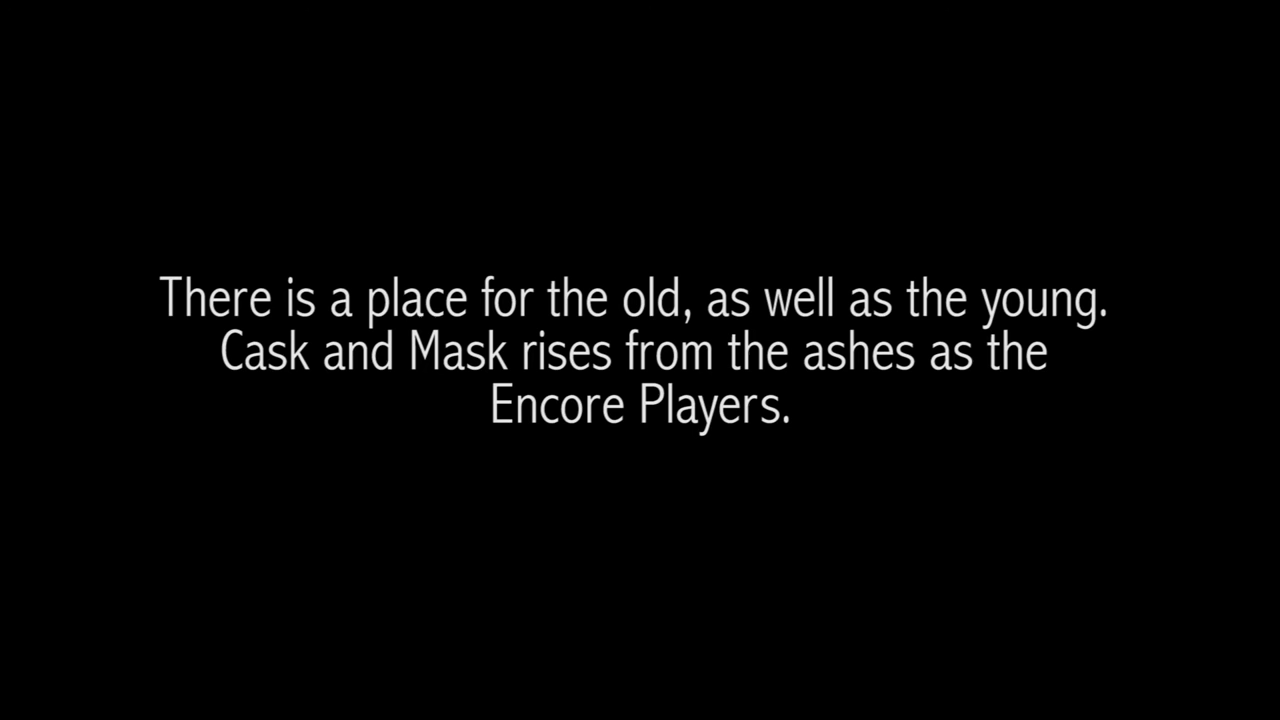 There is a place for the old, as well as the young.
Cask and Mask rises from the ashes as the
Encore Players.